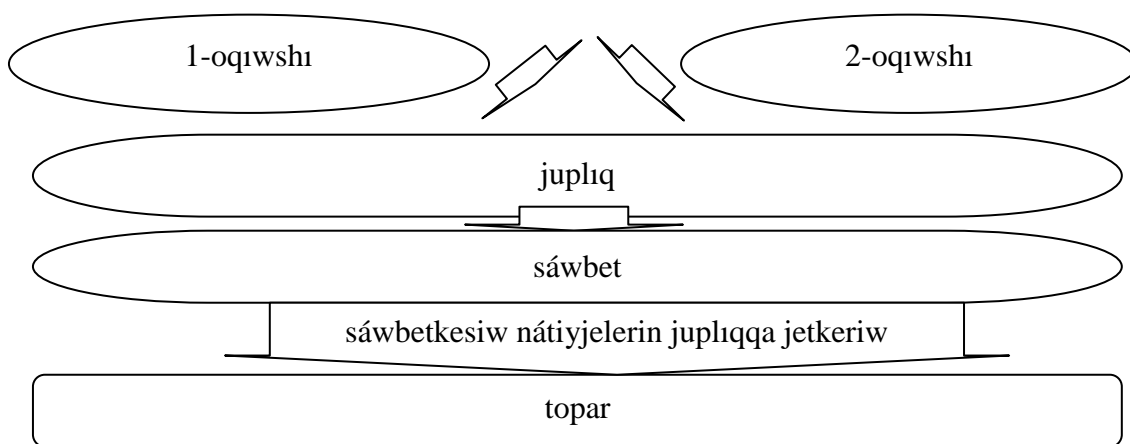 1-oqıwshı
2-oqıwshı
juplıq
sáwbet
sáwbetkesiw nátiyjelerin juplıqqa jetkeriw
topar